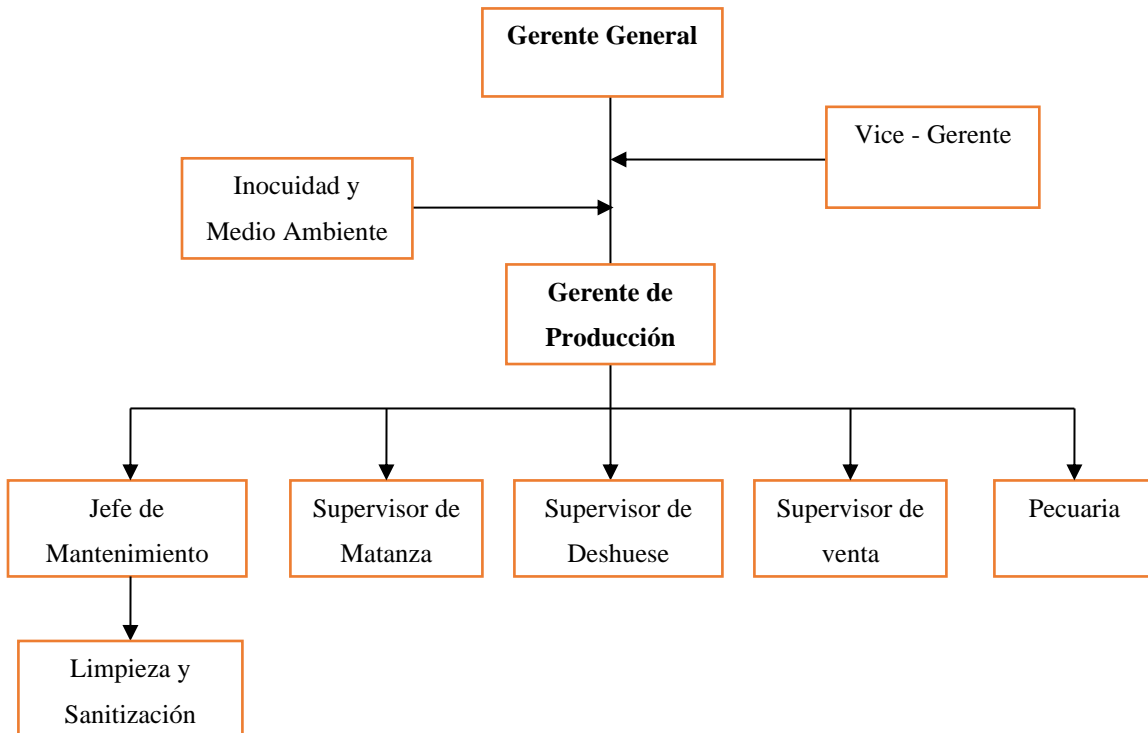 Gerente General
Vice - Gerente
Inocuidad y
Medio Ambiente
Gerente de
Producción
Jefe de
Mantenimiento
Supervisor de
Matanza
Supervisor de
Deshuese
Supervisor de
venta
Pecuaria
Limpieza y
Sanitización